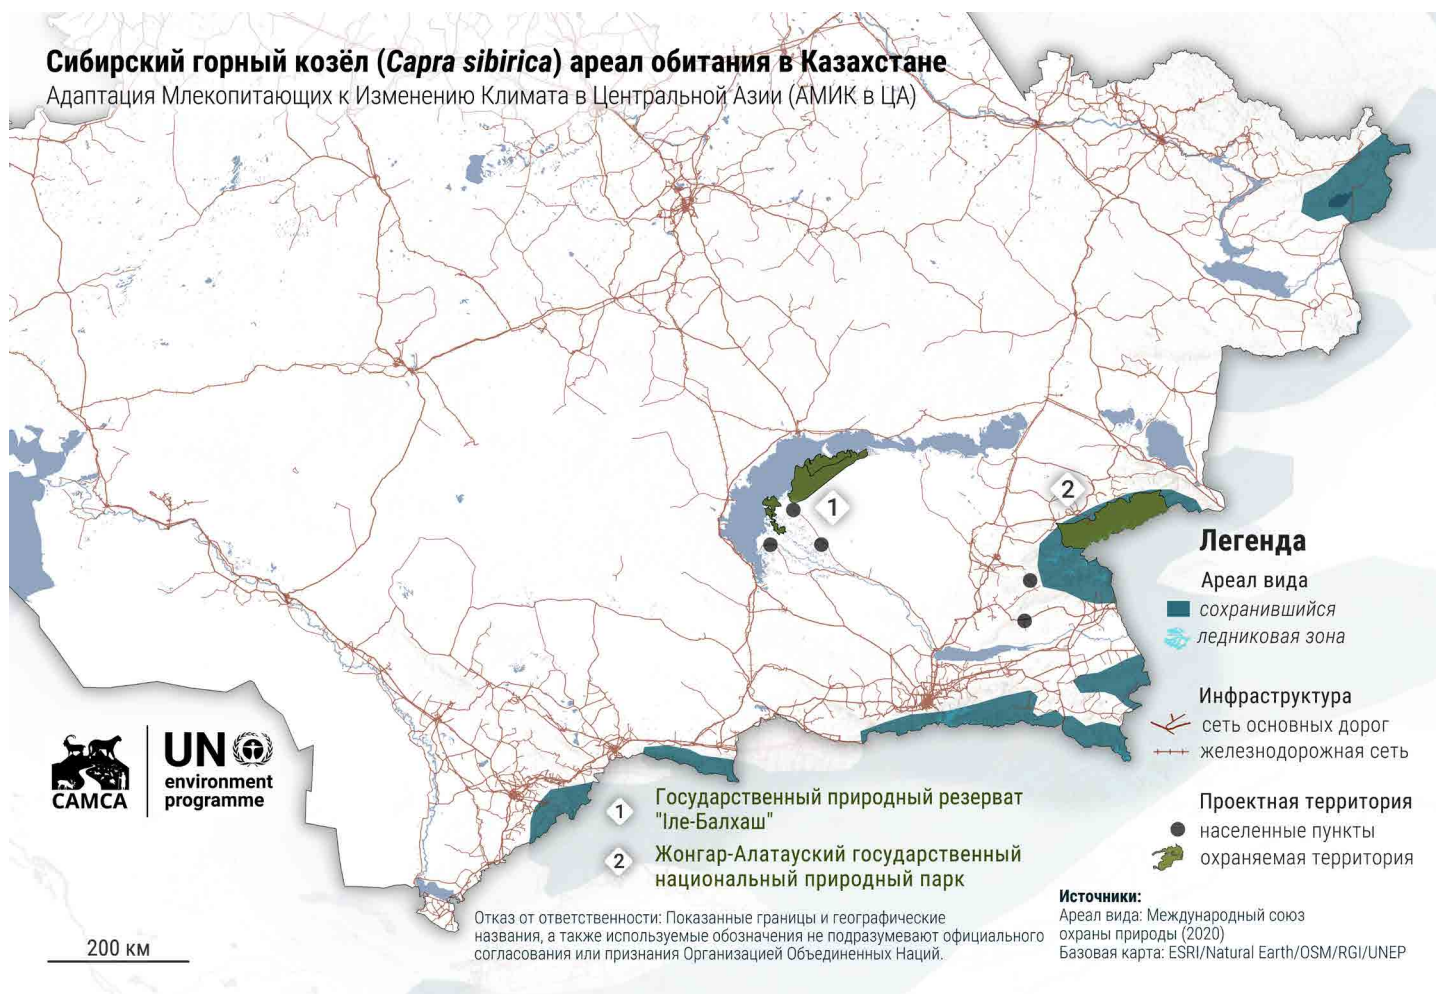 Сибирский горный козёл (Capra sibirica) ареал обитания в Казахстане
Адаптация Млекопитающих к Изменению Климата в Центральной Азии (АМИК в ЦА)
1
2
Легенда
Ареал вида
сохранившийся
ледниковая зона
Инфраструктура
сеть основных дорог
железнодорожная сеть
Проектная территория
населенные пункты
охраняемая территория
CAMCA
UN
environment
programme
1
Государственный природный резерват
"Іле-Балхаш"
2
Жонгар-Алатауский государственный
национальный природный парк
Отказ от ответственности: Показанные границы и географические
названия, а также используемые обозначения не подразумевают официального
согласования или признания Организацией Объединенных Наций.
Источники:
Ареал вида: Международный союз
охраны природы (2020)
Базовая карта: ESRI/Natural Earth/OSM/RGI/UNEP
200 км